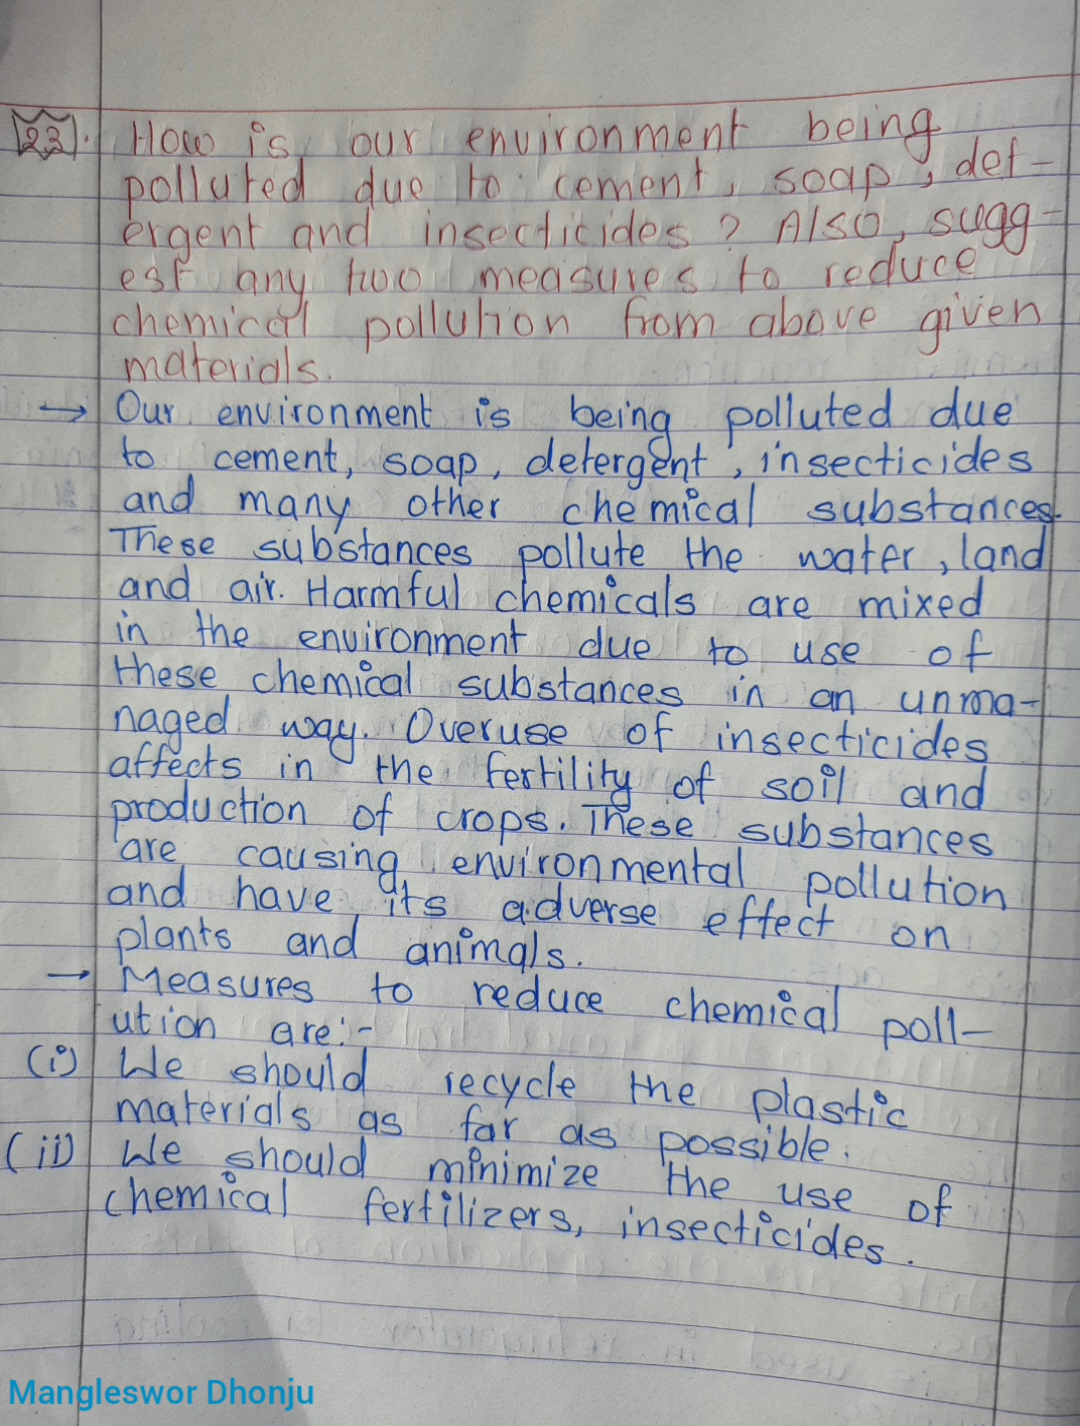 23. How is our environment being
polluted due to cement, soap, det-
ergent and insecticides? Also, sugg-
est any two measures to reduce
chemical pollution from above given
materials.
→ Our environment is being polluted due
to cement, soap, detergent, insecticides
and many other chemical substances.
These substances pollute the water, land
and air. Harmful chemicals are mixed
in the environment due to use of
these chemical substances in an unma-
naged way. Overuse of insecticides
affects in the fertility of soil and
production of crops. These substances
are causing environmental pollution
and have its adverse effect on
plants and animals.
→ Measures to reduce chemical poll-
ution are:-
(i) We should recycle the plastic
materials as far as possible.
(ii) We should minimize the use of
chemical fertilizers, insecticides.
Mangleswor Dhonju